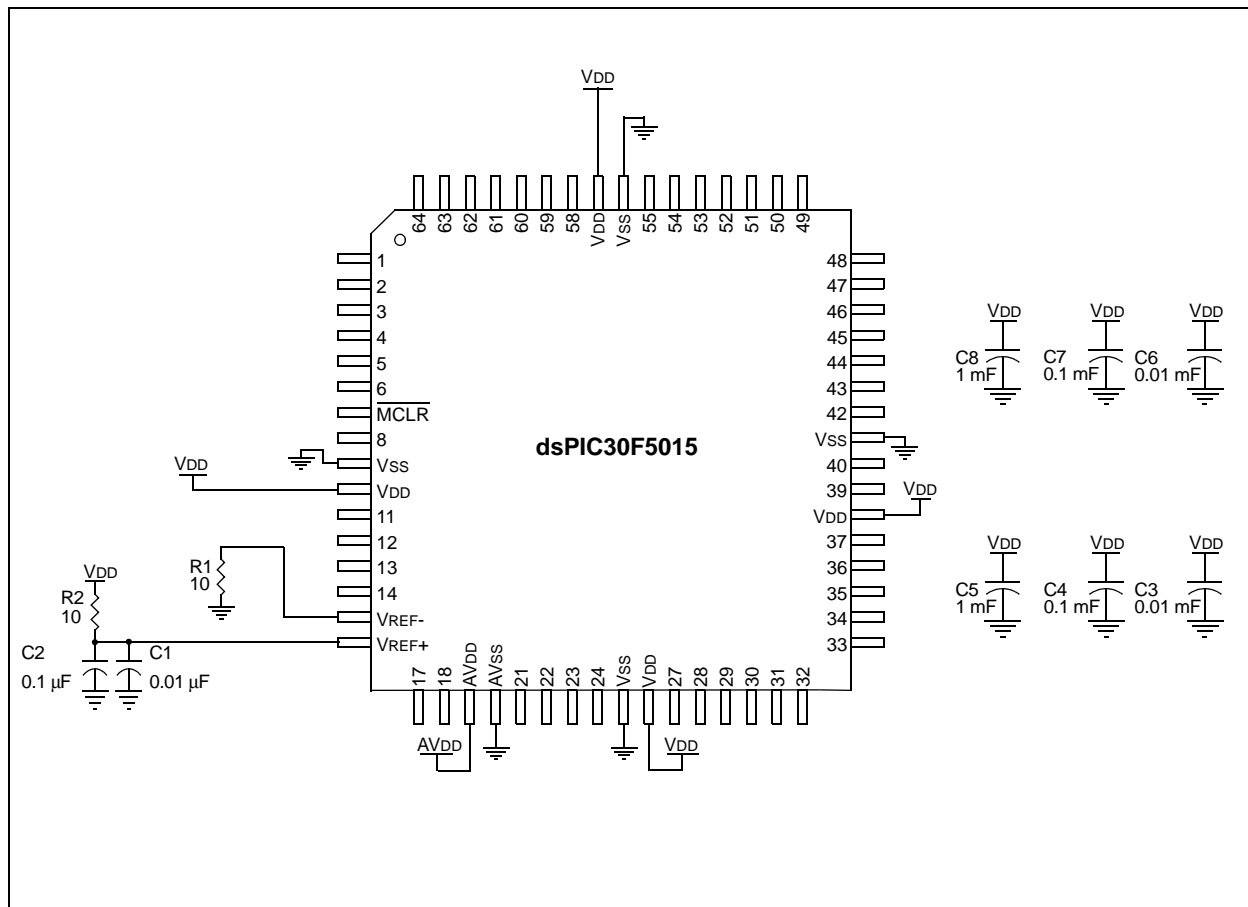 VDD
64 63 62 61 60 59 58 VDD VSS 55 54 53 52 51 50 49
1
2
3
4
5
6
MCLR
8
VSS
VDD
11
12
13
14
VREF-
VREF+
VDD
R1
10
VDD
R2
10
C2
0.1 µF
C1
0.01 µF
dsPIC30F5015
48
47
46
45
44
43
42
VSS
40
39
VDD
37
36
35
34
33
VDD
17 18 AVDD AVSS 21 22 23 24 VSS VDD 27 28 29 30 31 32
AVDD
VDD
VDD
C8
1 mF
VDD
C7
0.1 mF
VDD
C6
0.01 mF
VDD
C5
1 mF
VDD
C4
0.1 mF
VDD
C3
0.01 mF